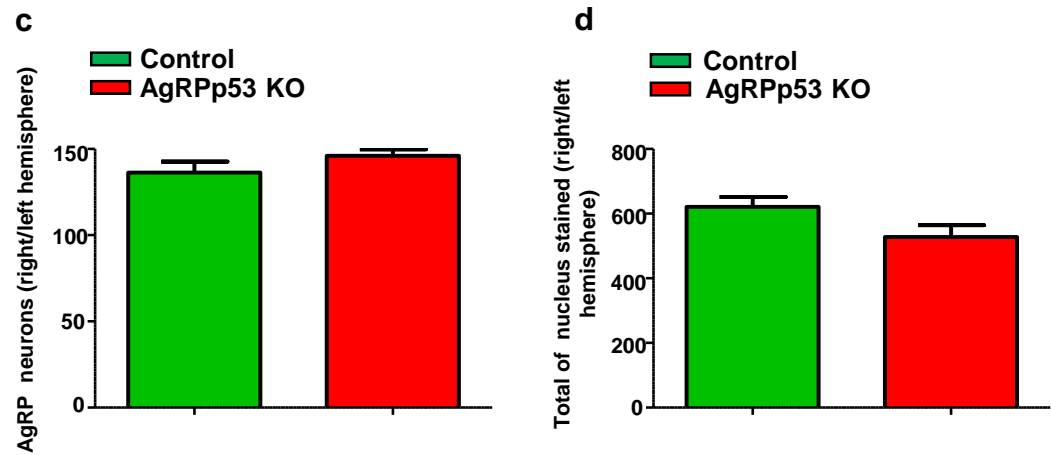 c
Control
AgRPp53 KO
AgRP neurons (right/left hemisphere)
150
100
50
0
d
Control
AgRPp53 KO
Total of nucleus stained (right/left
hemisphere)
800
600
400
200
0